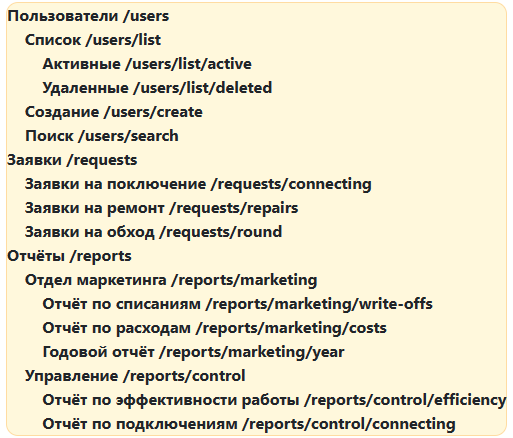 Пользователи /users
Список /users/list
Активные /users/list/active
Удаленные /users/list/deleted
Создание /users/create
Поиск /users/search
Заявки /requests
Заявки на поключение /requests/connecting
Заявки на ремонт /requests/repairs
Заявки на обход /requests/round
Отчёты /reports
Отдел маркетинга /reports/marketing
Отчёт по списаниям /reports/marketing/write-offs
Отчёт по расходам /reports/marketing/costs
Годовой отчёт /reports/marketing/year
Управление /reports/control
Отчёт по эффективности работы /reports/control/efficiency
Отчёт по подключениям /reports/control/connecting